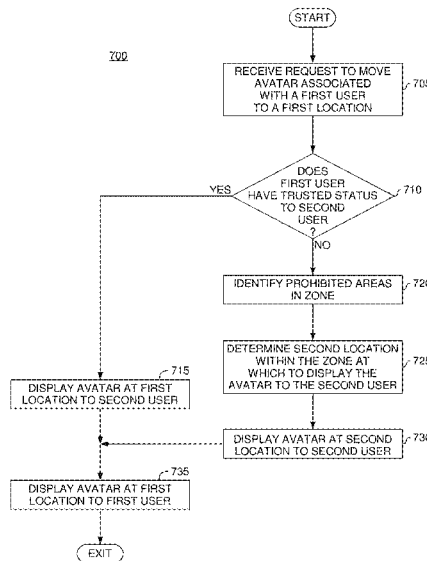 START
700
RECEIVE REQUEST TO MOVE
AVATAR ASSOCIATED
WITH A FIRST USER
TO A FIRST LOCATION
705
DOES
FIRST USER
HAVE TRUSTED STATUS
TO SECOND
USER
?
710
YES
NO
IDENTIFY PROHIBITED AREAS
IN ZONE
720
715
DISPLAY AVATAR AT FIRST
LOCATION TO SECOND USER
DETERMINE SECOND LOCATION
WITHIN THE ZONE AT
WHICH TO DISPLAY THE
AVATAR TO THE SECOND USER
725
DISPLAY AVATAR AT SECOND
LOCATION TO SECOND USER
730
735
DISPLAY AVATAR AT FIRST
LOCATION TO FIRST USER
EXIT